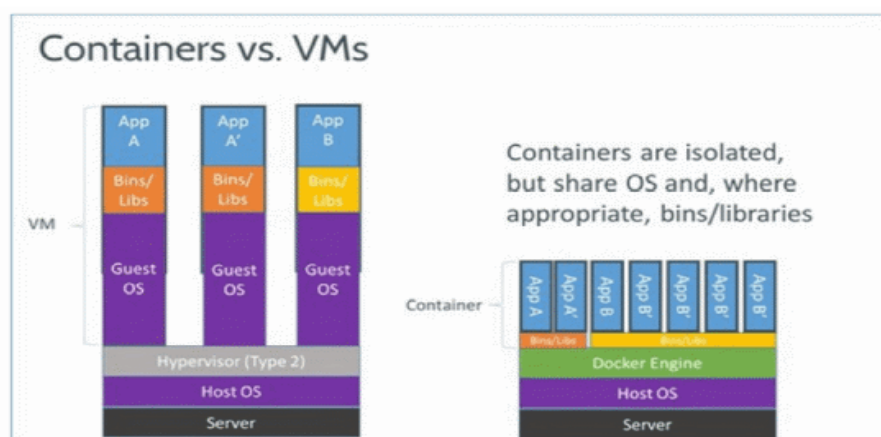 Containers vs. VMs
App
A
App
A'
App
B
Bins/
Libs
Bins/
Libs
Bins/
Libs
VM
Guest
OS
Guest
OS
Guest
OS
Hypervisor (Type 2)
Host OS
Server
Containers are isolated,
but share OS and, where
appropriate, bins/libraries
Container
App A
App A'
App B
App B'
App B'
App B'
App B'
Bins/Libs
Bins/Libs
Docker Engine
Host OS
Server